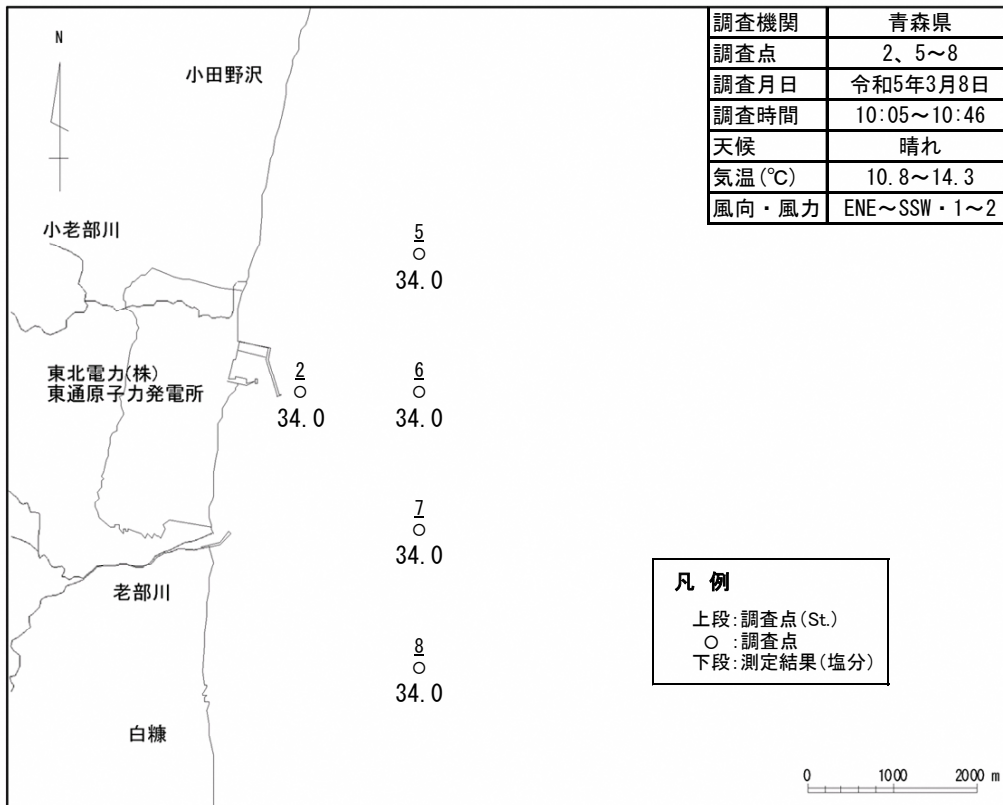 調査機関 青森県
調査点 2、5～8
調査月日 令和5年3月8日
調査時間 10:05～10:46
天候 晴れ
気温(℃) 10.8～14.3
風向・風力 ENE～SSW・1～2
N
小田野沢
小老部川
5
34.0
東北電力(株)
東通原子力発電所
2
34.0
6
34.0
7
34.0
老部川
8
34.0
白糠
凡 例
上段:調査点(St.)
○ :調査点
下段:測定結果(塩分)
0 1000 2000 m